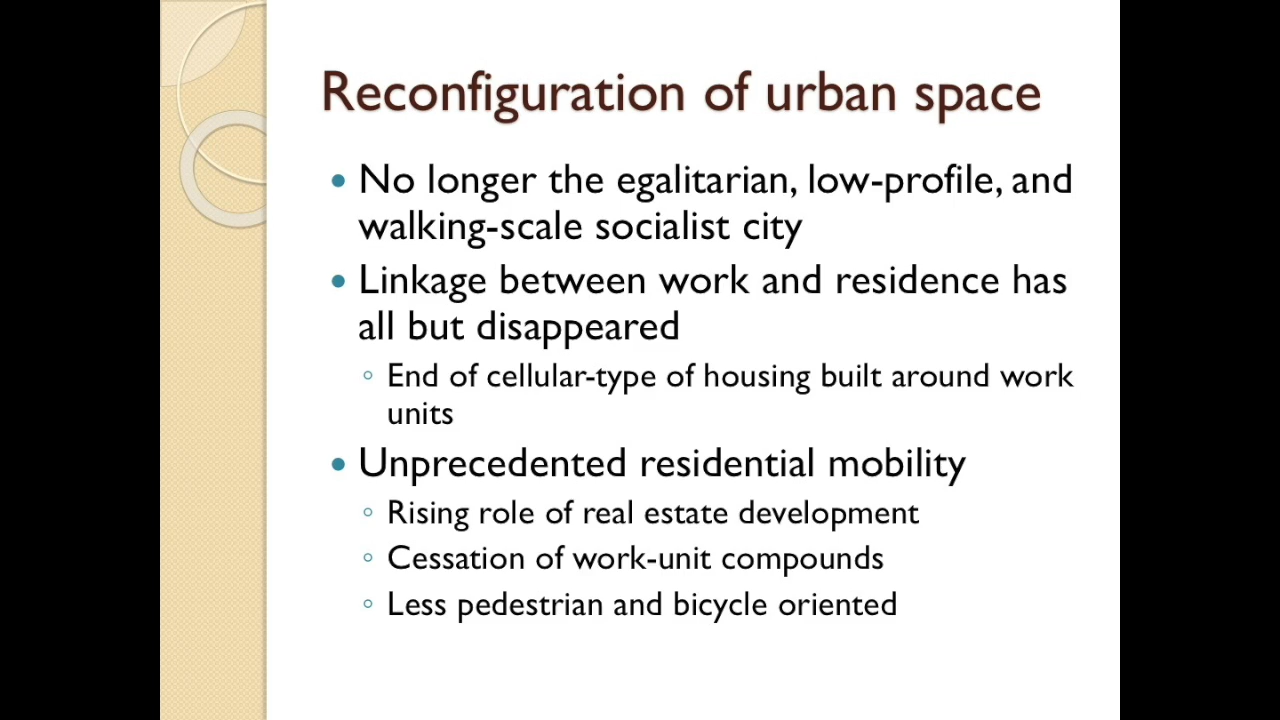 Reconfiguration of urban space
• No longer the egalitarian, low-profile, and
walking-scale socialist city
• Linkage between work and residence has
all but disappeared
◦ End of cellular-type of housing built around work
units
• Unprecedented residential mobility
◦ Rising role of real estate development
◦ Cessation of work-unit compounds
◦ Less pedestrian and bicycle oriented